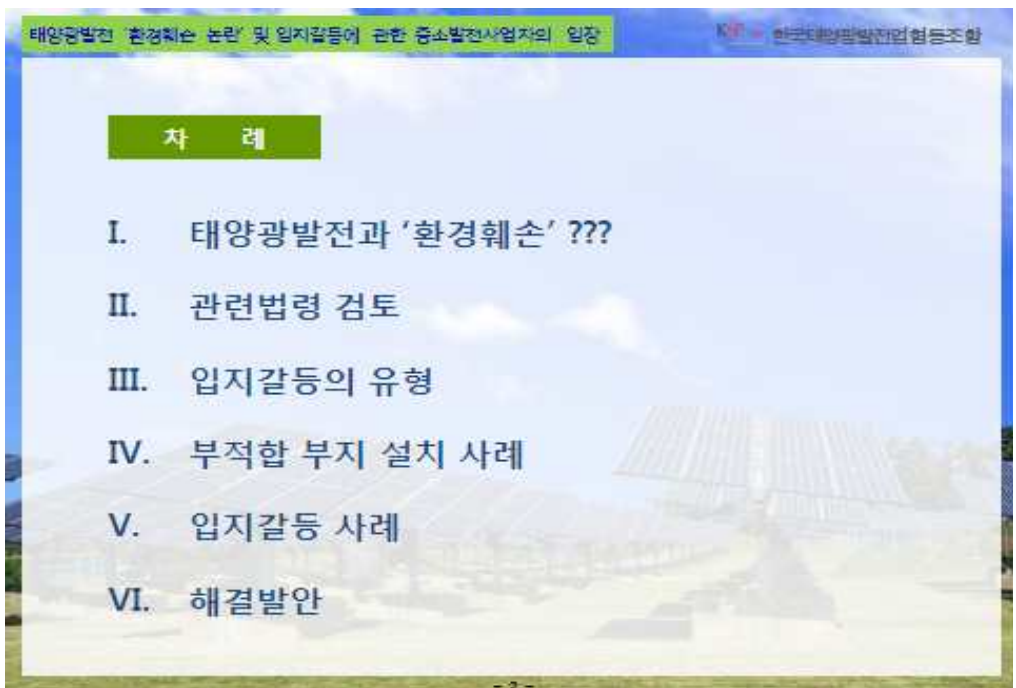 태양광발전 '환경훼손 논란' 및 입지갈등에 관한 중소발전사업자의 입장
한국태양광발전업협동조합
차 례
I. 태양광발전과 '환경훼손' ???
II. 관련법령 검토
III. 입지갈등의 유형
IV. 부적합 부지 설치 사례
V. 입지갈등 사례
VI. 해결발안